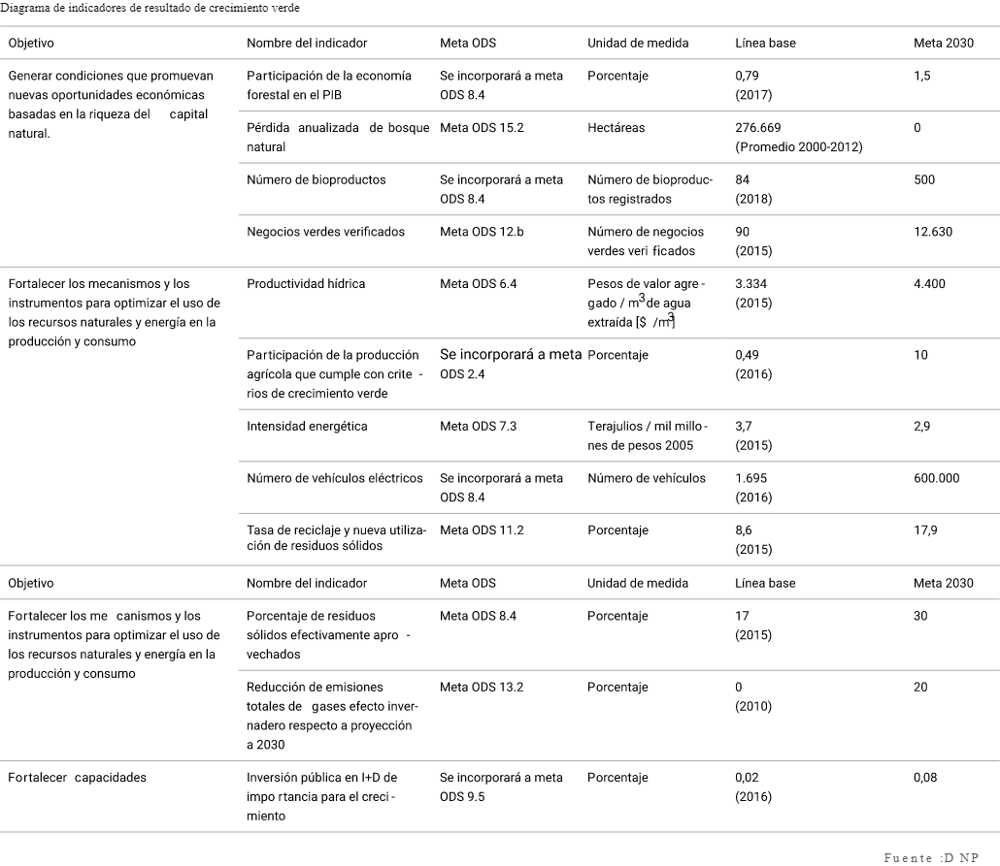 Diagrama de indicadores de resultado de crecimiento verde
Objetivo Nombre del indicador Meta ODS Unidad de medida Línea base Meta 2030
Generar condiciones que promuevan Participación de la economía Se incorporará a meta Porcentaje 0,79 1,5
nuevas oportunidades económicas forestal en el PIB ODS 8.4 (2017)
basadas en la riqueza del capital
natural.
Pérdida anualizada de bosque Meta ODS 15.2 Hectáreas 276.669 0
natural (Promedio 2000-2012)
Número de bioproductos Se incorporará a meta Número de bioproduc- 84 500
ODS 8.4 tos registrados (2018)
Negocios verdes verificados Meta ODS 12.b Número de negocios 90 12.630
verdes veri ficados (2015)
Fortalecer los mecanismos y los Productividad hídrica Meta ODS 6.4 Pesos de valor agre - 3.334 4.400
instrumentos para optimizar el uso de gado / m3 de agua (2015)
los recursos naturales y energía en la extraída [$ /m3]
producción y consumo
Participación de la producción Se incorporará a meta Porcentaje 0,49 10
agrícola que cumple con crite - ODS 2.4 (2016)
rios de crecimiento verde
Intensidad energética Meta ODS 7.3 Terajulios / mil millo - 3,7 2,9
nes de pesos 2005 (2015)
Número de vehículos eléctricos Se incorporará a meta Número de vehículos 1.695 600.000
ODS 8.4 (2016)
Tasa de reciclaje y nueva utiliza- Meta ODS 11.2 Porcentaje 8,6 17,9
ción de residuos sólidos (2015)
Objetivo Nombre del indicador Meta ODS Unidad de medida Línea base Meta 2030
Fortalecer los me canismos y los Porcentaje de residuos Meta ODS 8.4 Porcentaje 17 30
instrumentos para optimizar el uso de sólidos efectivamente apro - (2015)
los recursos naturales y energía en la vechados
producción y consumo
Reducción de emisiones Meta ODS 13.2 Porcentaje 0 20
totales de gases efecto inver- (2010)
nadero respecto a proyección
a 2030
Fortalecer capacidades Inversión pública en I+D de Se incorporará a meta Porcentaje 0,02 0,08
impo rtancia para el creci - ODS 9.5 (2016)
miento
Fuente :D NP